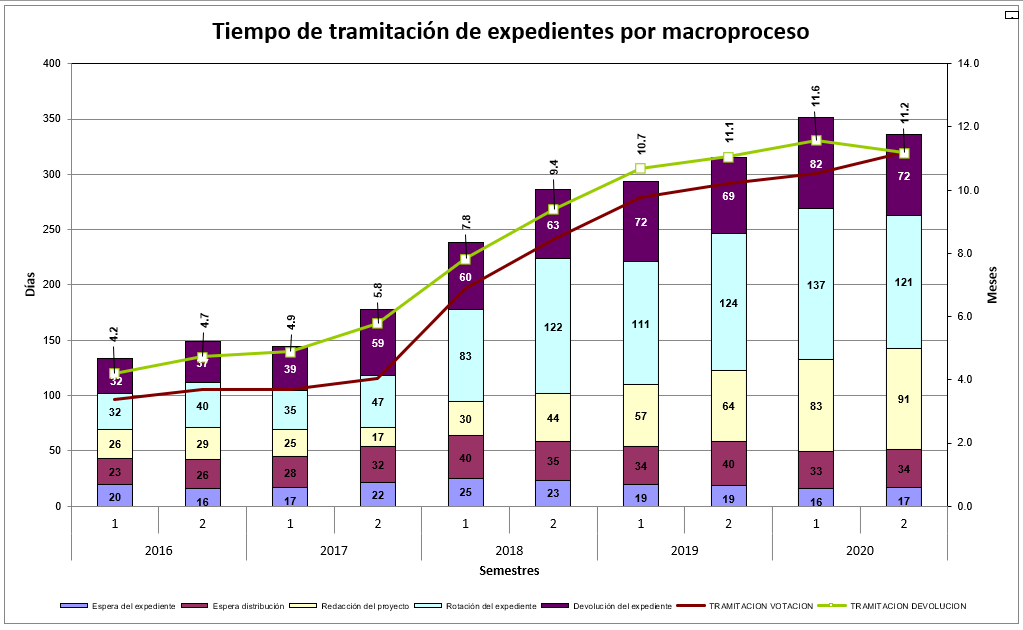 Tiempo de tramitación de expedientes por macroproceso
400 14.0
350 12.0
300 10.0
250 8.0
200 6.0
150 4.0
100 2.0
50 0.0
0
Días
Meses
4.2 4.7 4.9 5.8 7.8 9.4 10.7 11.1 11.6 11.2
32 37 39 59 60 63 72 69 82 72
32 40 35 47 83 122 111 124 137 121
26 29 25 17 30 44 57 64 83 91
23 26 28 32 40 35 34 40 33 34
20 16 17 22 25 23 19 19 16 17
1 2 1 2 1 2 1 2 1 2
2016 2017 2018 2019 2020
Semestres
Espera del expediente Espera distribución Redacción del proyecto Rotación del expediente Devolución del expediente TRAMITACION VOTACION TRAMITACION DEVOLUCION